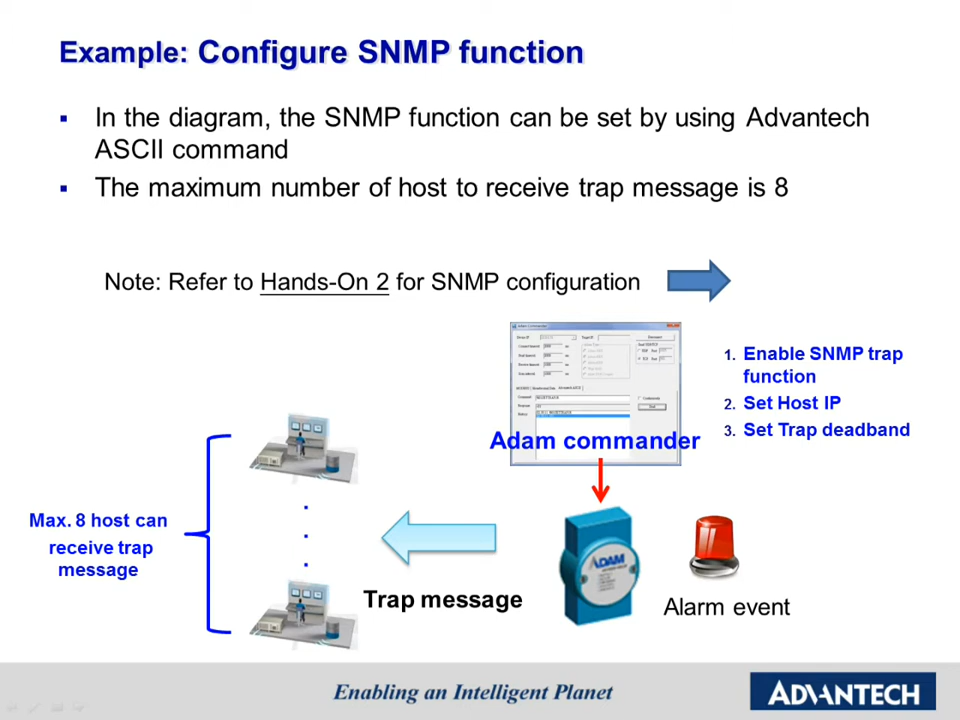 Example: Configure SNMP function
▪ In the diagram, the SNMP function can be set by using Advantech
ASCII command
▪ The maximum number of host to receive trap message is 8
Note: Refer to Hands-On 2 for SNMP configuration
1. Enable SNMP trap
function
2. Set Host IP
3. Set Trap deadband
Adam commander
Max. 8 host can
receive trap
message
Trap message
ADAM
Alarm event
Enabling an Intelligent Planet
ADVANTECH